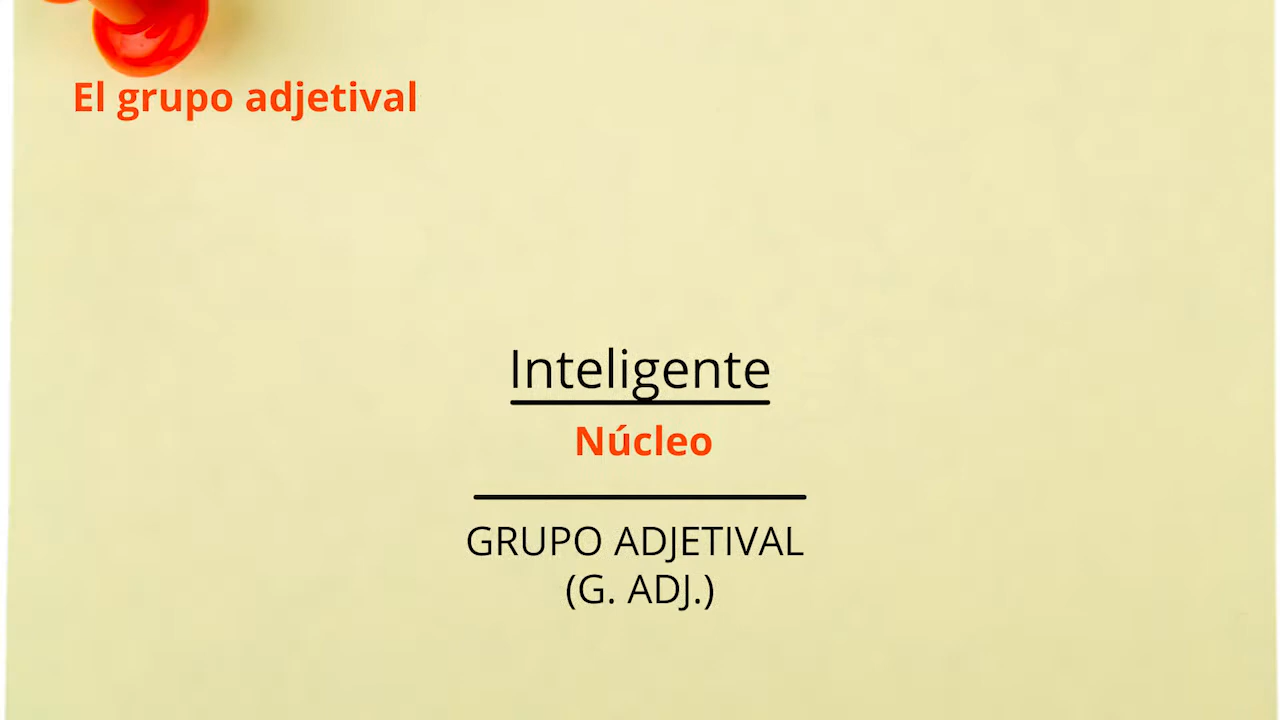 El grupo adjetival
Inteligente
Núcleo
GRUPO ADJETIVAL
(G. ADJ.)